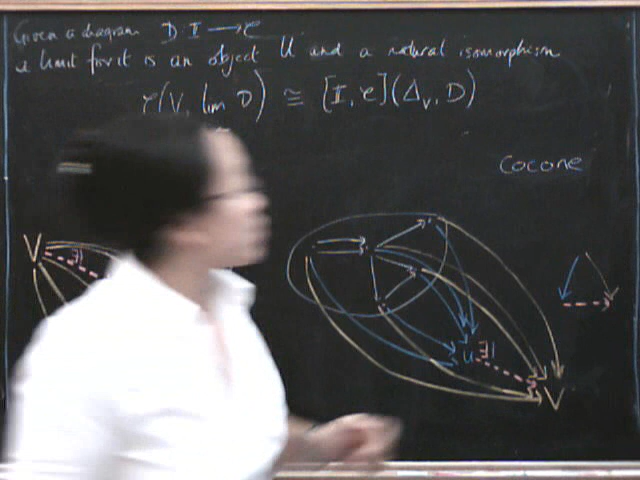 Given a diagram D I → C
a limit for it is an object U and a natural isomorphism
C(V, lim D) ≅ [I, C](Δ_V, D)
Cocone
V
∃!
U ∃!
V